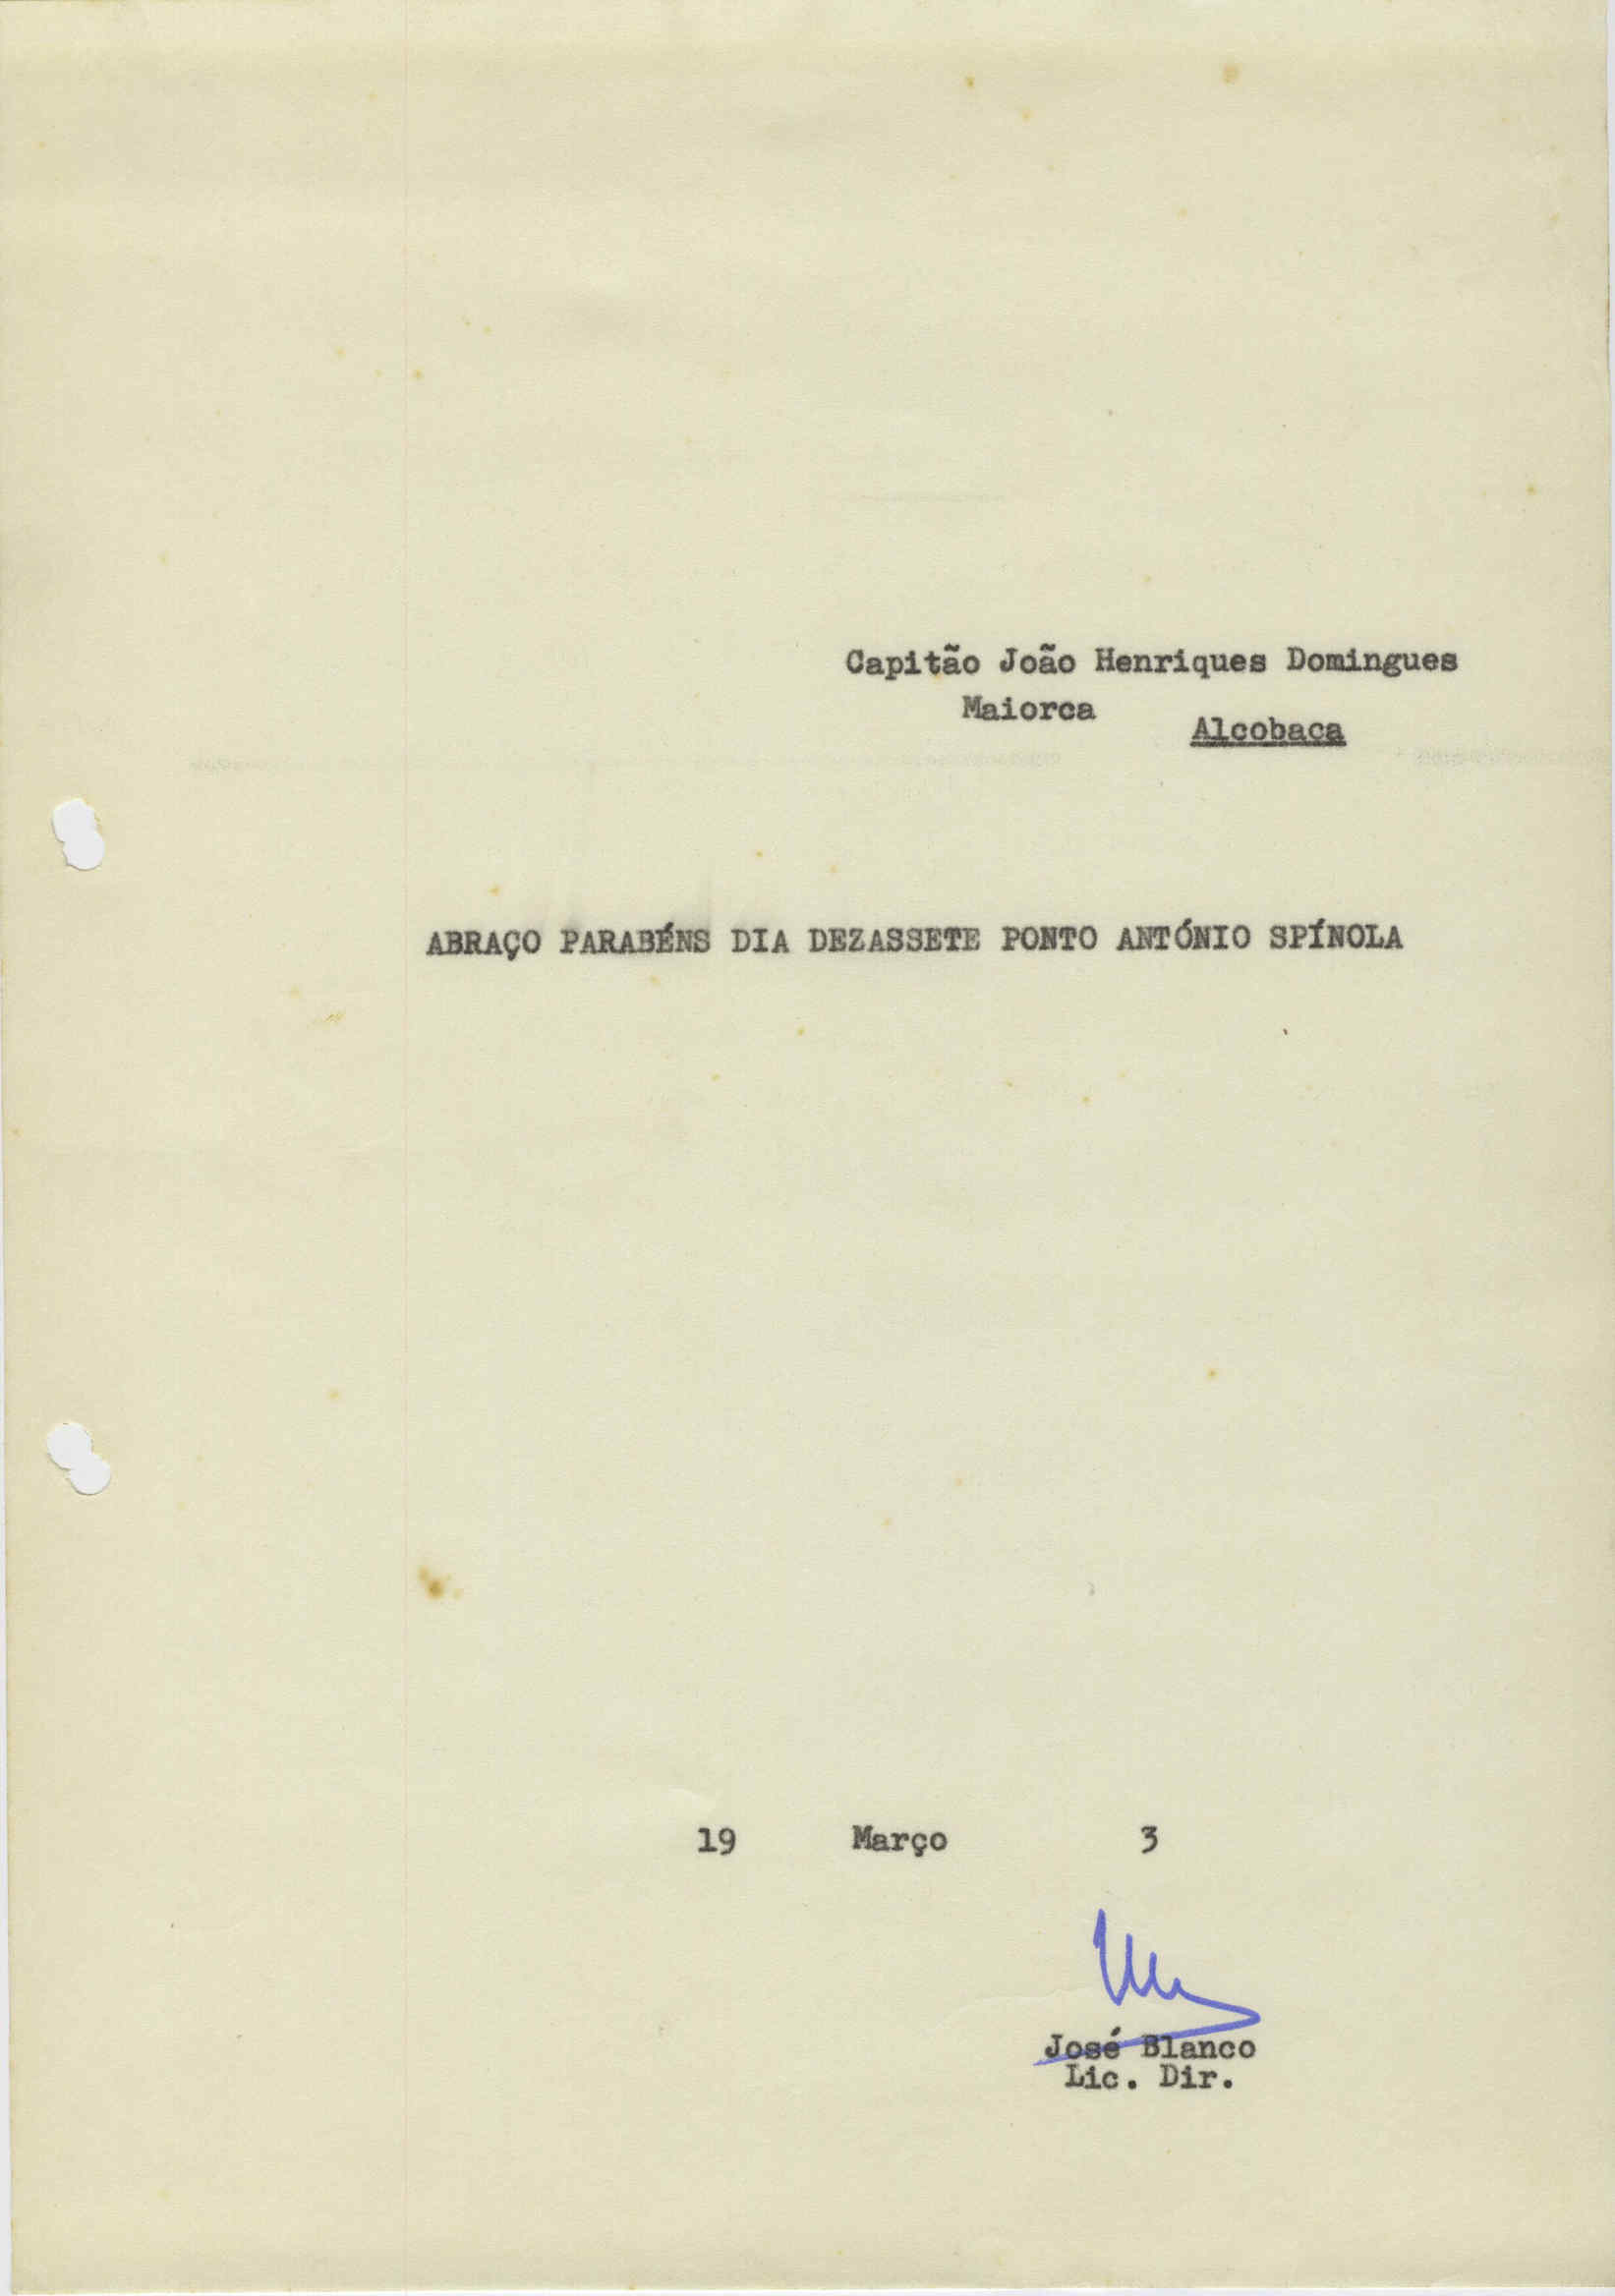 Capitão João Henriques Domingues
Maiorca
Alcobaça
ABRAÇO PARABÉNS DIA DEZASSETE PONTO ANTÓNIO SPÍNOLA
19 Março 3
José Blanco
Lic. Dir.